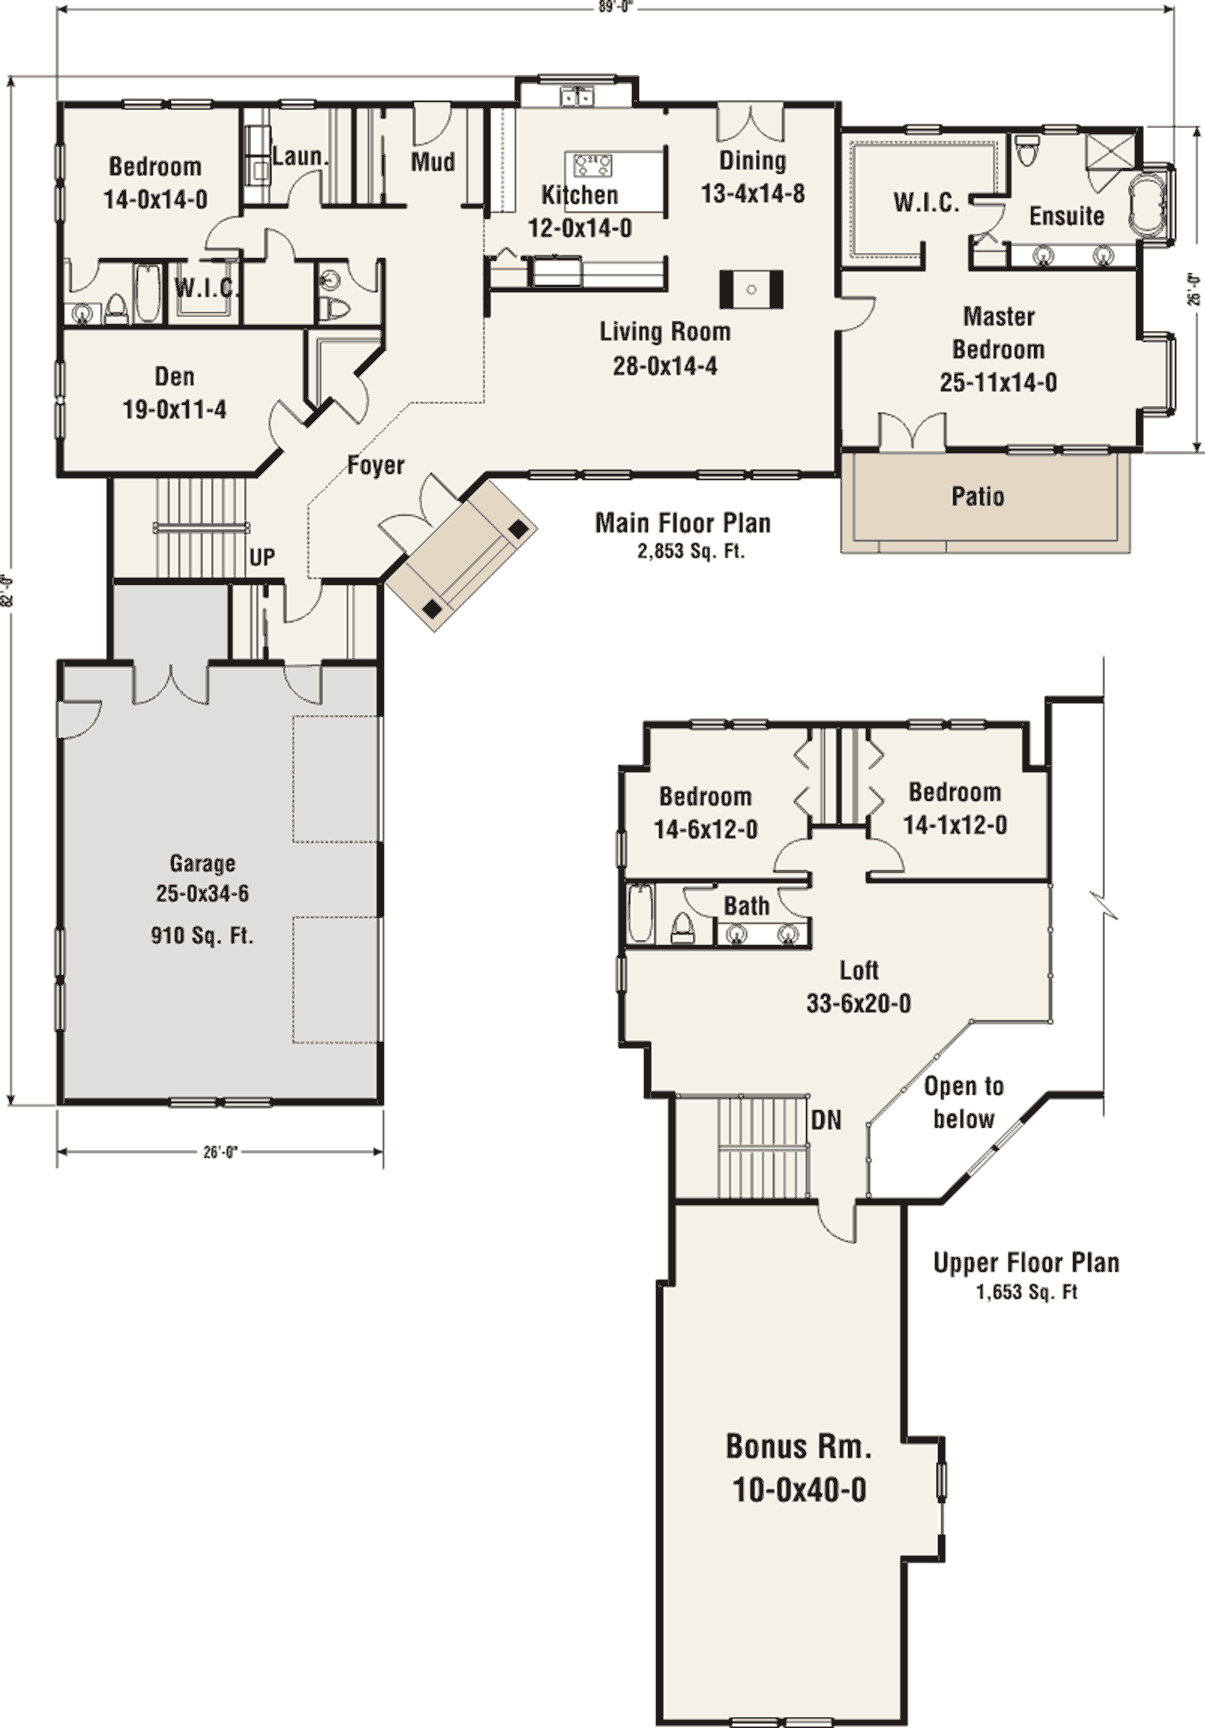 89'-0"
Bedroom
14-0x14-0
Laun.
Mud
Kitchen
12-0x14-0
Dining
13-4x14-8
W.I.C.
Ensuite
W.I.C.
26'-0"
Living Room
28-0x14-4
Master
Bedroom
25-11x14-0
Den
19-0x11-4
Foyer
Patio
Main Floor Plan
2,853 Sq. Ft.
UP
82'-0"
Garage
25-0x34-6
910 Sq. Ft.
26'-0"
Bedroom
14-6x12-0
Bedroom
14-1x12-0
Bath
Loft
33-6x20-0
Open to
below
DN
Upper Floor Plan
1,653 Sq. Ft
Bonus Rm.
10-0x40-0